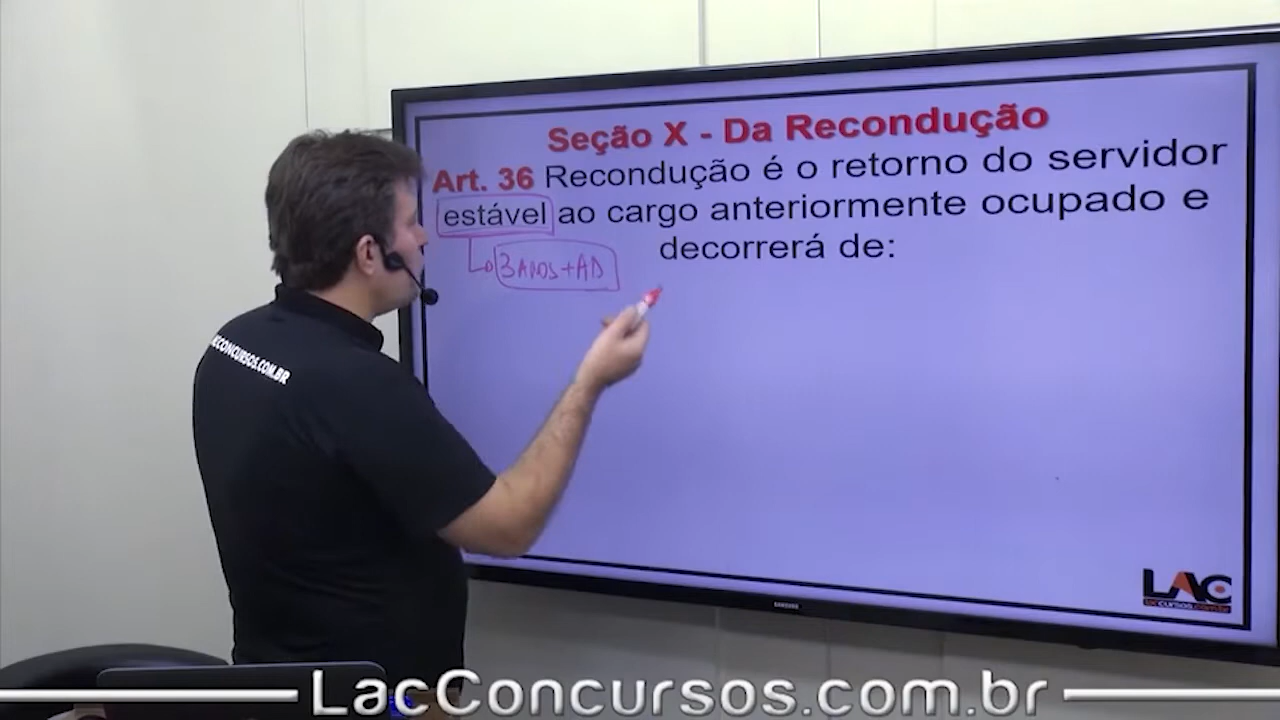 Seção X - Da Recondução
Art. 36 Recondução é o retorno do servidor
estável ao cargo anteriormente ocupado e
decorrerá de:
3 ANOS + AD
LACCONCURSOS.COM.BR
LAC
SAMSUNG
LacConcursos.com.br